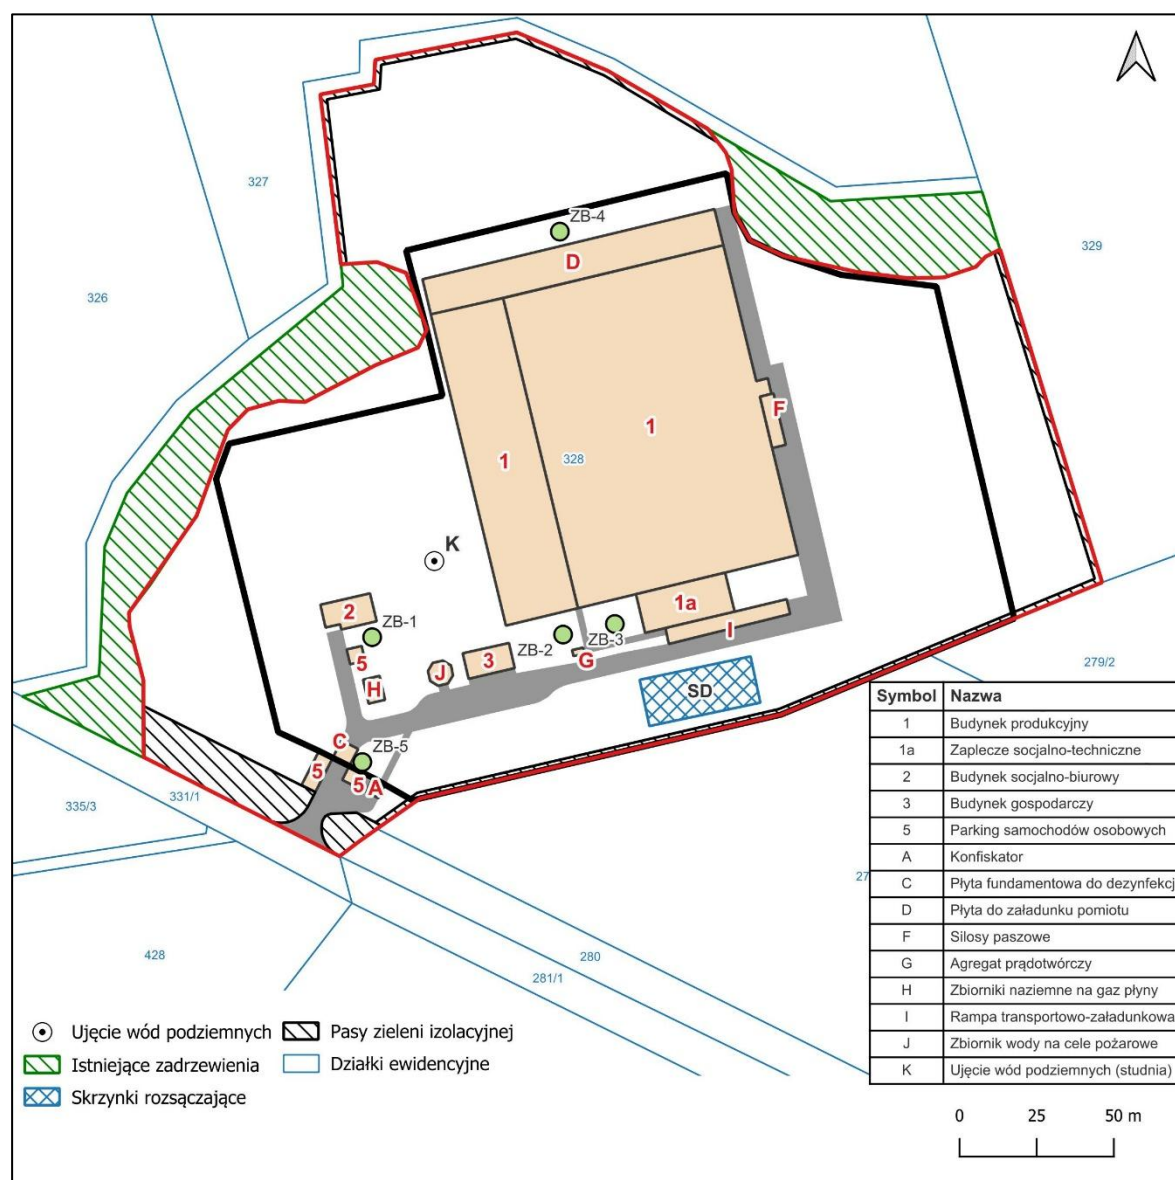 ZB-4
327
D
329
326
F
1
1
328
K
2
1a
ZB-1
ZB-3
ZB-2
I
5
3
G
J
H
279/2
SD
C
ZB-5
5
5
A
335/3
331/1
27
428
280
281/1
Symbol Nazwa
1 Budynek produkcyjny
1a Zaplecze socjalno-techniczne
2 Budynek socjalno-biurowy
3 Budynek gospodarczy
5 Parking samochodów osobowych
A Konfiskator
C Płyta fundamentowa do dezynfekcj
D Płyta do załadunku pomiotu
F Silosy paszowe
G Agregat prądotwórczy
H Zbiorniki naziemne na gaz płyny
I Rampa transportowo-załadunkowa
J Zbiornik wody na cele pożarowe
K Ujęcie wód podziemnych (studnia)
Ujęcie wód podziemnych Pasy zieleni izolacyjnej
Istniejące zadrzewienia Działki ewidencyjne
Skrzynki rozsączające
0 25 50 m